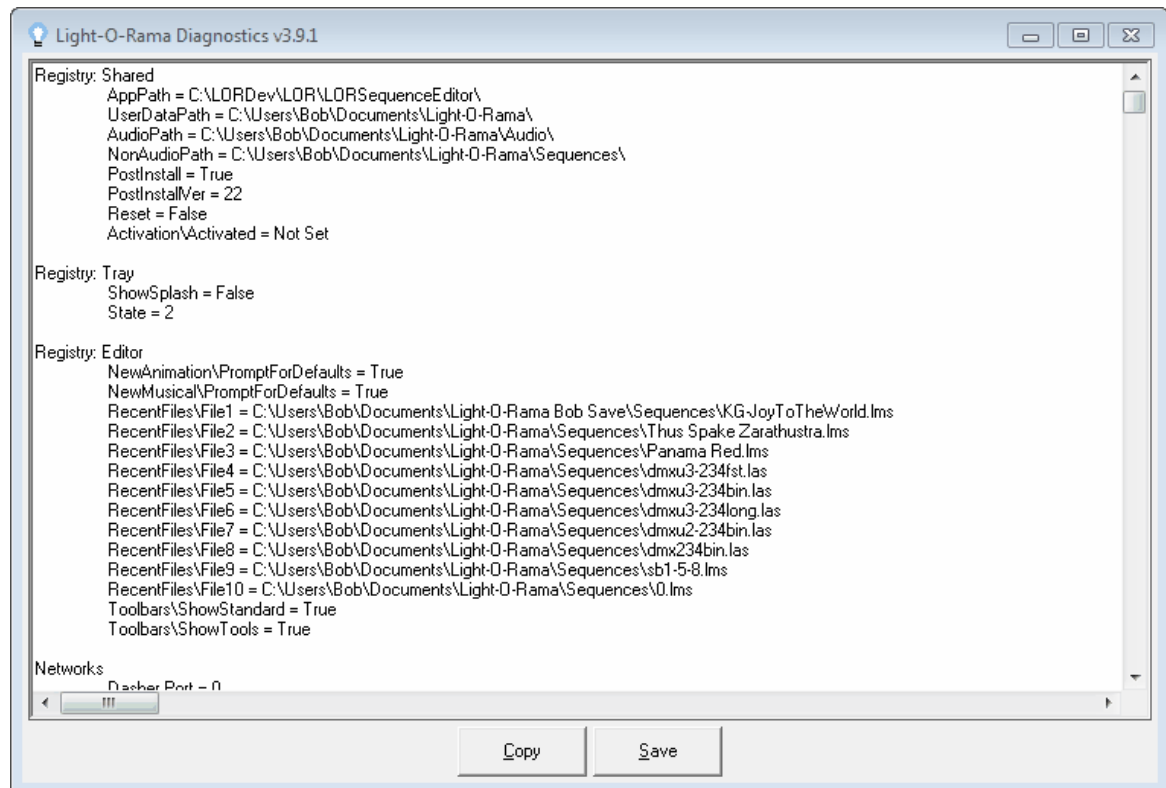 Light-O-Rama Diagnostics v3.9.1
Registry: Shared
AppPath = C:\LORDev\LOR\LORSequenceEditor\
UserDataPath = C:\Users\Bob\Documents\Light-O-Rama\
AudioPath = C:\Users\Bob\Documents\Light-O-Rama\Audio\
NonAudioPath = C:\Users\Bob\Documents\Light-O-Rama\Sequences\
PostInstall = True
PostInstallVer = 22
Reset = False
Activation\Activated = Not Set
Registry: Tray
ShowSplash = False
State = 2
Registry: Editor
NewAnimation\PromptForDefaults = True
NewMusical\PromptForDefaults = True
RecentFiles\File1 = C:\Users\Bob\Documents\Light-O-Rama Bob Save\Sequences\KG-JoyToTheWorld.lms
RecentFiles\File2 = C:\Users\Bob\Documents\Light-O-Rama\Sequences\Thus Spake Zarathustra.lms
RecentFiles\File3 = C:\Users\Bob\Documents\Light-O-Rama\Sequences\Panama Red.lms
RecentFiles\File4 = C:\Users\Bob\Documents\Light-O-Rama\Sequences\dmxu3-234fst.las
RecentFiles\File5 = C:\Users\Bob\Documents\Light-O-Rama\Sequences\dmxu3-234bin.las
RecentFiles\File6 = C:\Users\Bob\Documents\Light-O-Rama\Sequences\dmxu3-234long.las
RecentFiles\File7 = C:\Users\Bob\Documents\Light-O-Rama\Sequences\dmxu2-234bin.las
RecentFiles\File8 = C:\Users\Bob\Documents\Light-O-Rama\Sequences\dmx234bin.las
RecentFiles\File9 = C:\Users\Bob\Documents\Light-O-Rama\Sequences\sb1-5-8.lms
RecentFiles\File10 = C:\Users\Bob\Documents\Light-O-Rama\Sequences\0.lms
Toolbars\ShowStandard = True
Toolbars\ShowTools = True
Networks
Dasher Port = 0
Copy
Save